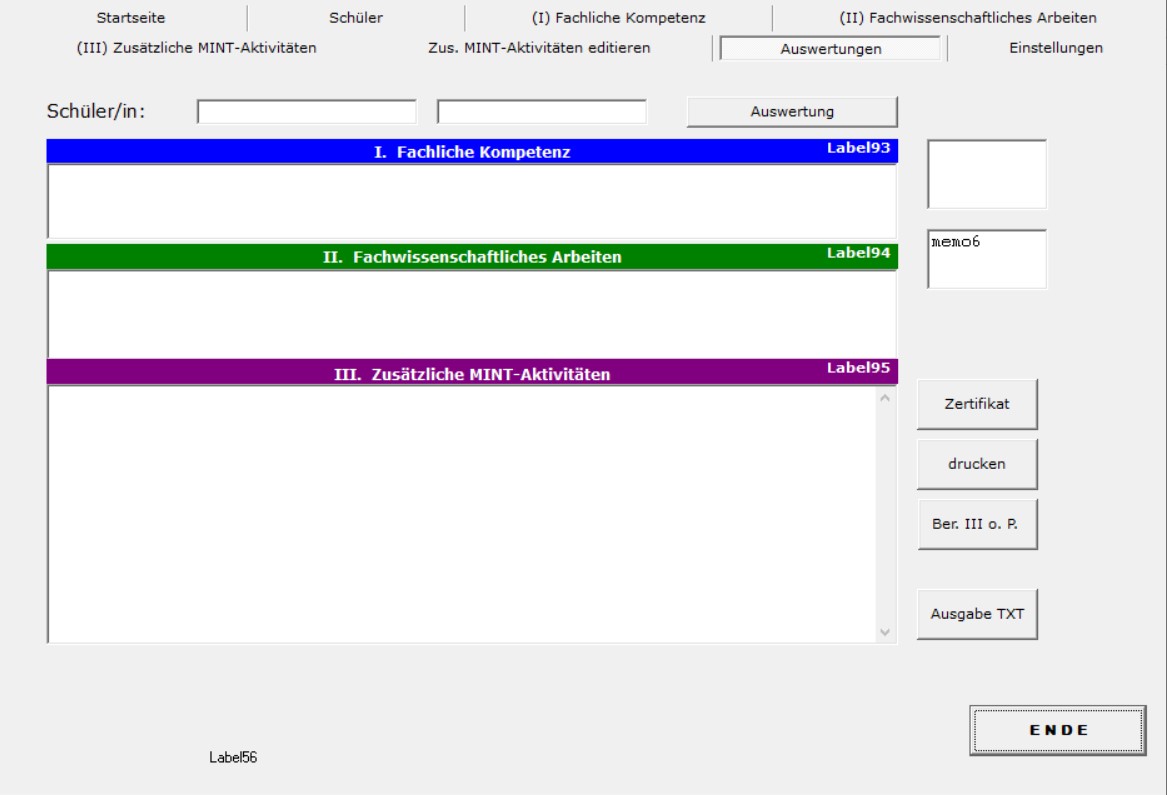 Startseite Schüler (I) Fachliche Kompetenz (II) Fachwissenschaftliches Arbeiten
(III) Zusätzliche MINT-Aktivitäten Zus. MINT-Aktivitäten editieren Auswertungen Einstellungen
Schüler/in: Auswertung
I. Fachliche Kompetenz Label93
memo6
II. Fachwissenschaftliches Arbeiten Label94
III. Zusätzliche MINT-Aktivitäten Label95
Zertifikat
drucken
Ber. III o. P.
Ausgabe TXT
ENDE
Label56